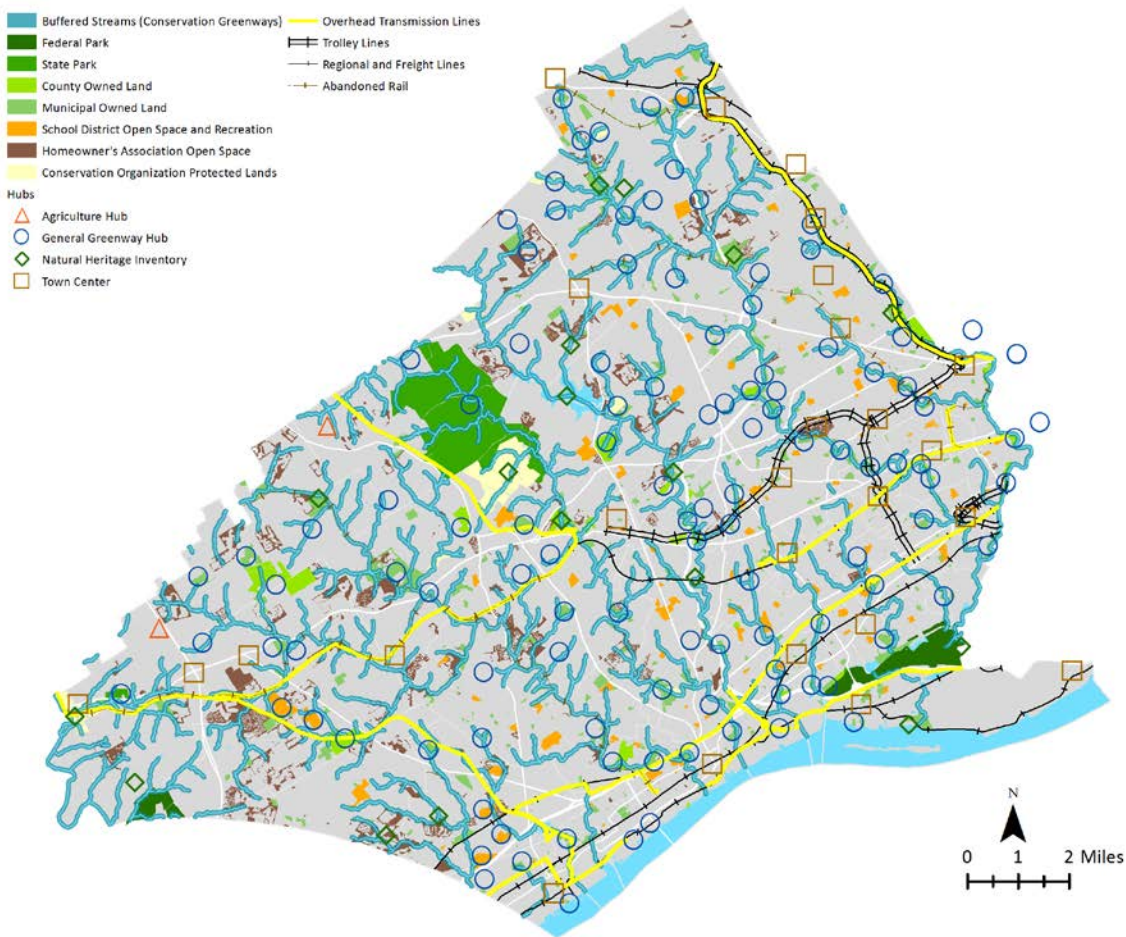 Buffered Streams (Conservation Greenways)
Federal Park
State Park
County Owned Land
Municipal Owned Land
School District Open Space and Recreation
Homeowner's Association Open Space
Conservation Organization Protected Lands
Hubs
Agriculture Hub
General Greenway Hub
Natural Heritage Inventory
Town Center
Overhead Transmission Lines
Trolley Lines
Regional and Freight Lines
Abandoned Rail
N
0 1 2 Miles